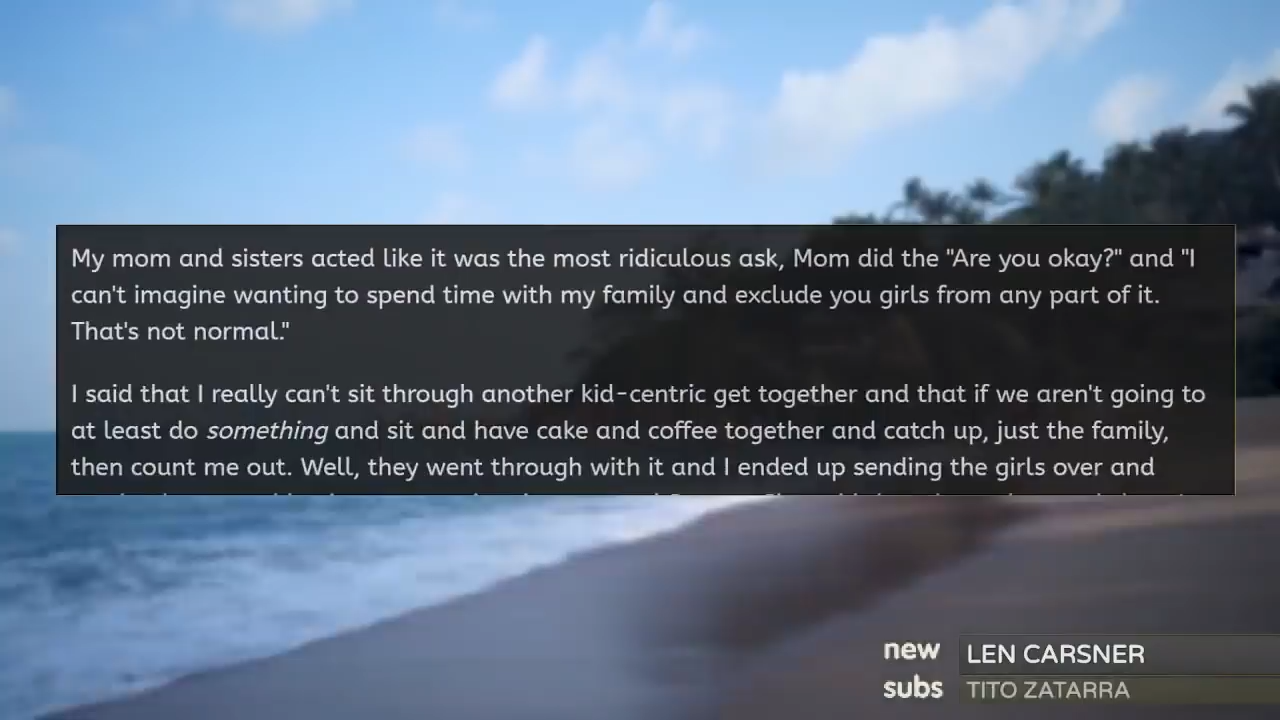 My mom and sisters acted like it was the most ridiculous ask, Mom did the "Are you okay?" and "I
can't imagine wanting to spend time with my family and exclude you girls from any part of it.
That's not normal."
I said that I really can't sit through another kid-centric get together and that if we aren't going to
at least do something and sit and have cake and coffee together and catch up, just the family,
then count me out. Well, they went through with it and I ended up sending the girls over and
new LEN CARSNER
subs TITO ZATARRA